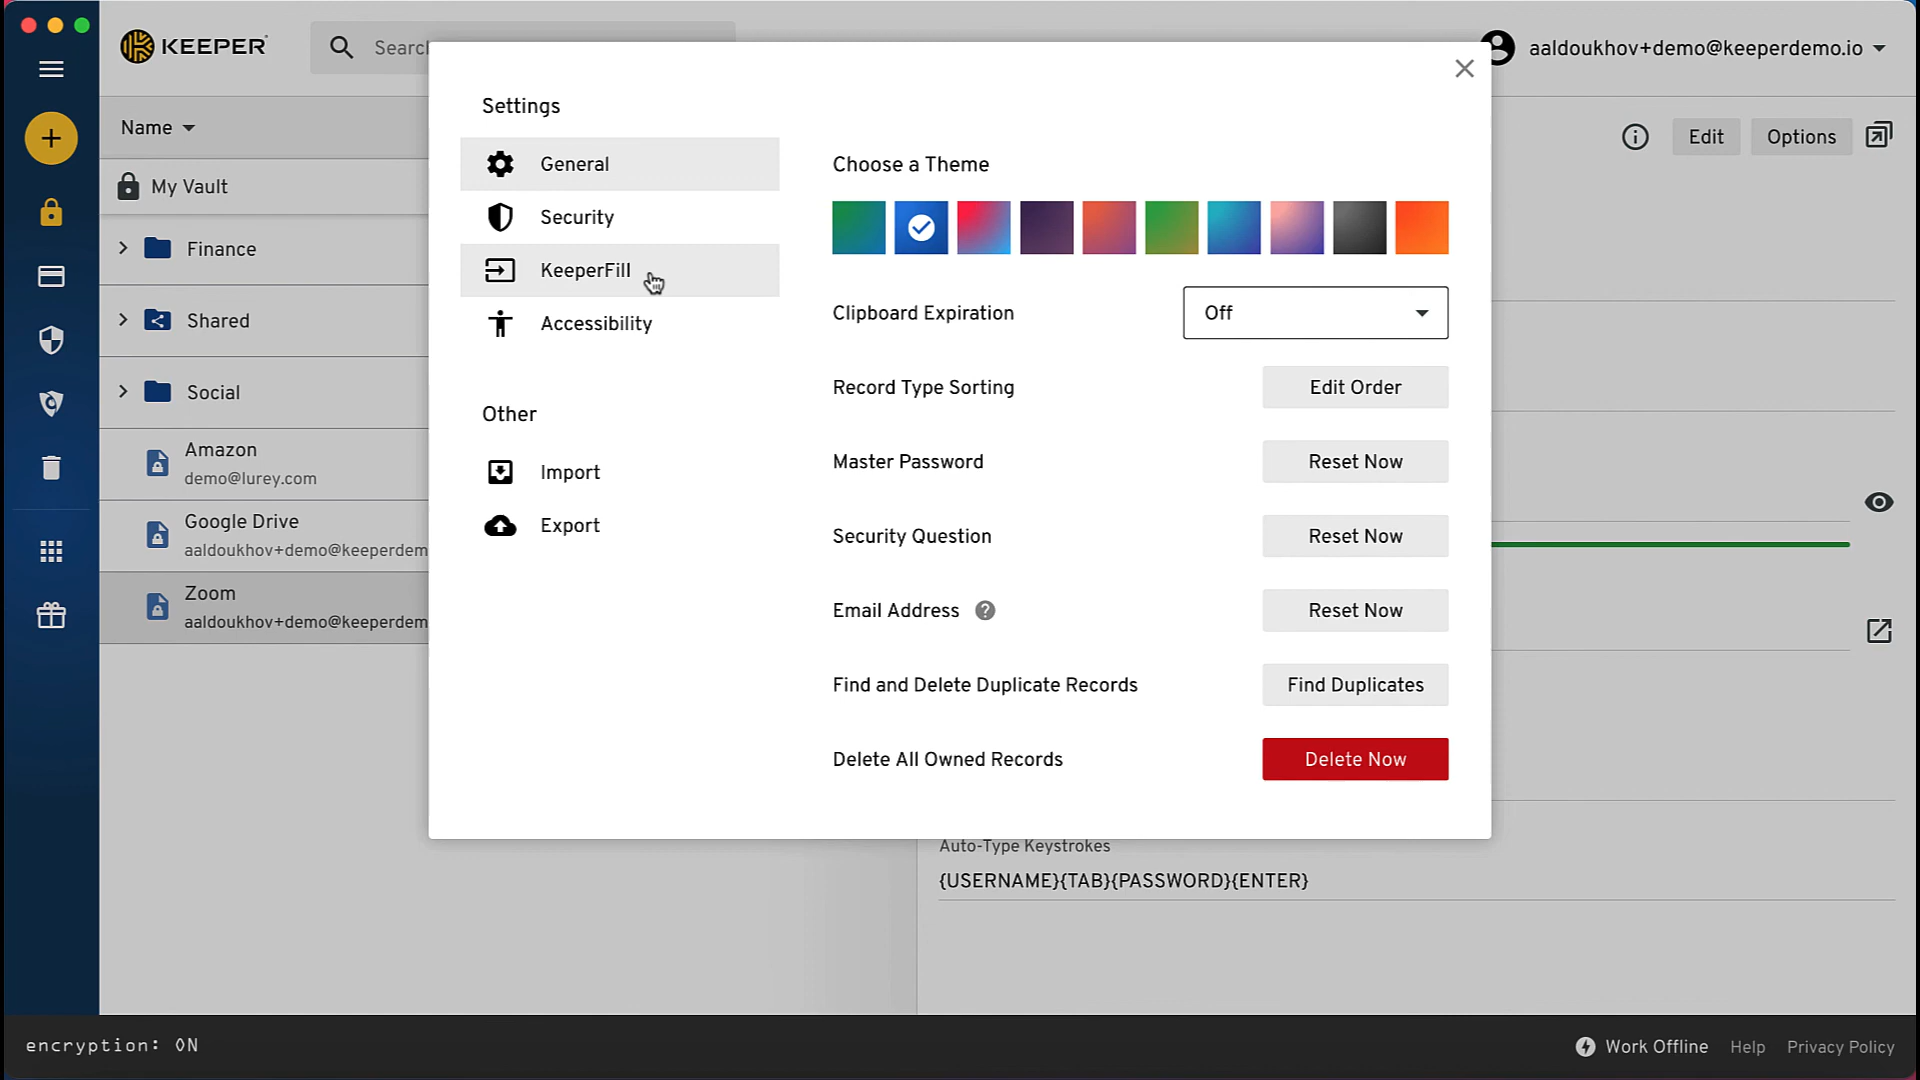 KEEPER
Searc
aaldoukhov+demo@keeperdemo.io
Name
Edit
Options
My Vault
Finance
Shared
Social
Amazon
demo@lurey.com
Google Drive
aaldoukhov+demo@keeperdem
Zoom
aaldoukhov+demo@keeperdem
Settings
General
Security
KeeperFill
Accessibility
Other
Import
Export
Choose a Theme
Clipboard Expiration
Off
Record Type Sorting
Edit Order
Master Password
Reset Now
Security Question
Reset Now
Email Address
Reset Now
Find and Delete Duplicate Records
Find Duplicates
Delete All Owned Records
Delete Now
Auto-Type Keystrokes
{USERNAME}{TAB}{PASSWORD}{ENTER}
encryption: ON
Work Offline
Help
Privacy Policy